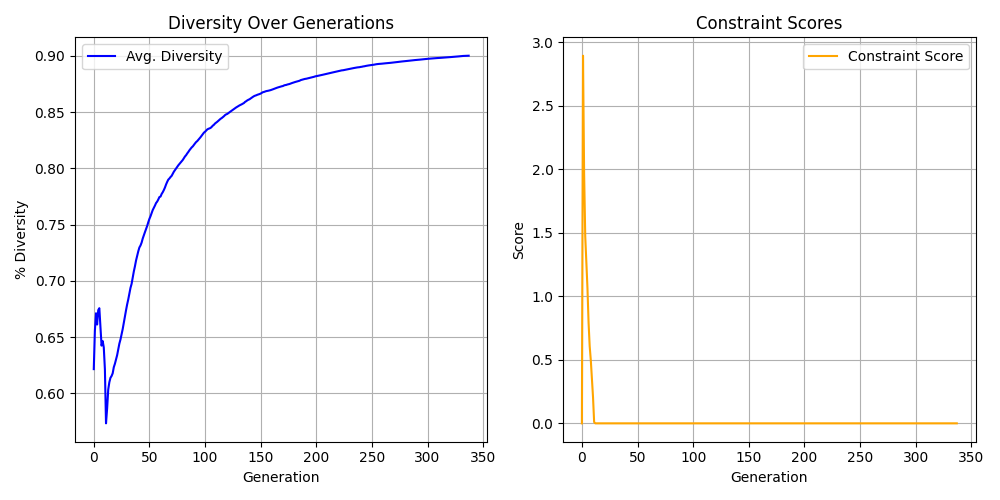 Diversity Over Generations
Avg. Diversity
0.90
0.85
0.80
0.75
0.70
0.65
0.60
% Diversity
0 50 100 150 200 250 300 350
Generation
Constraint Scores
Constraint Score
3.0
2.5
2.0
1.5
1.0
0.5
0.0
Score
0 50 100 150 200 250 300 350
Generation